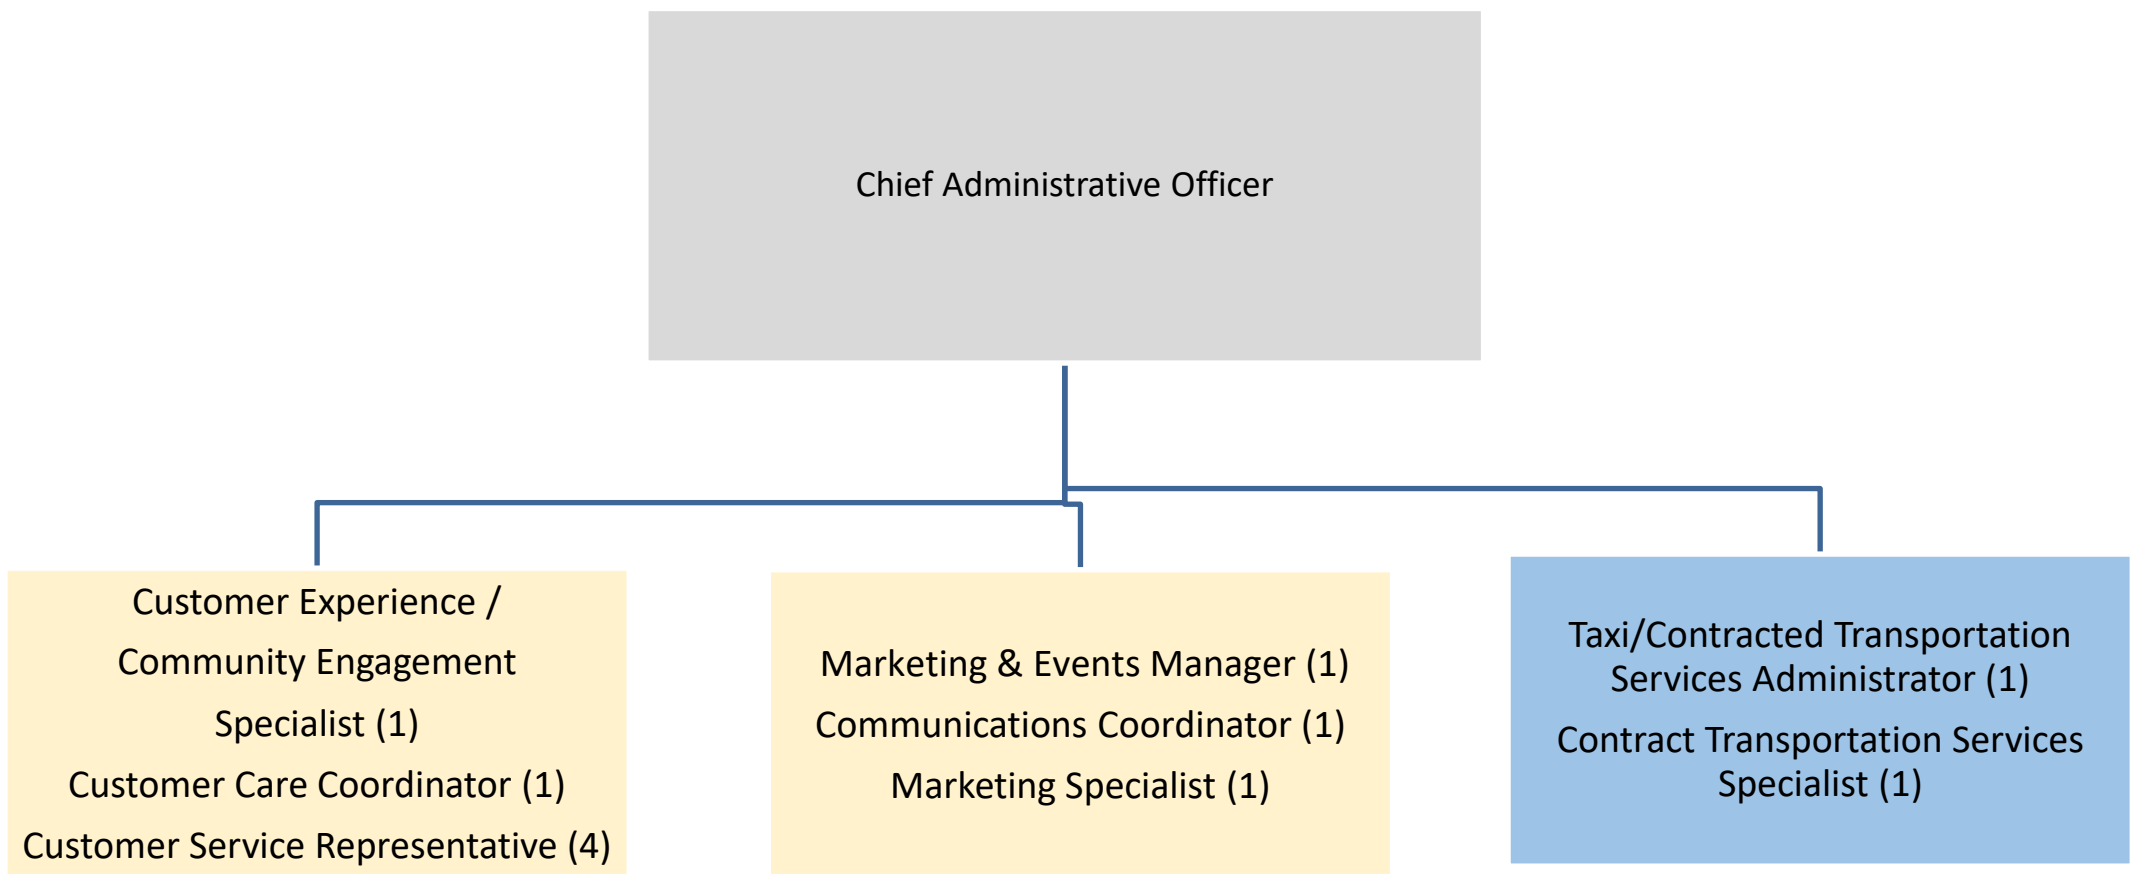 Chief Administrative Officer
Customer Experience /
Community Engagement
Specialist (1)
Customer Care Coordinator (1)
Customer Service Representative (4)
Marketing & Events Manager (1)
Communications Coordinator (1)
Marketing Specialist (1)
Taxi/Contracted Transportation
Services Administrator (1)
Contract Transportation Services
Specialist (1)